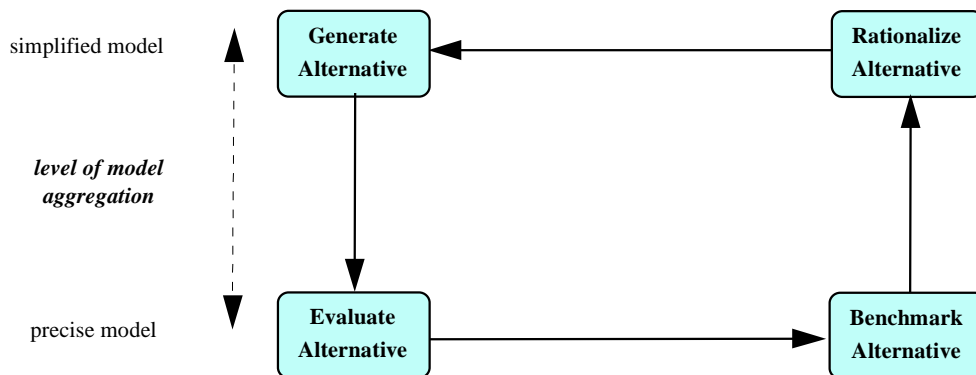 simplified model
Generate
Alternative
Rationalize
Alternative
level of model
aggregation
precise model
Evaluate
Alternative
Benchmark
Alternative